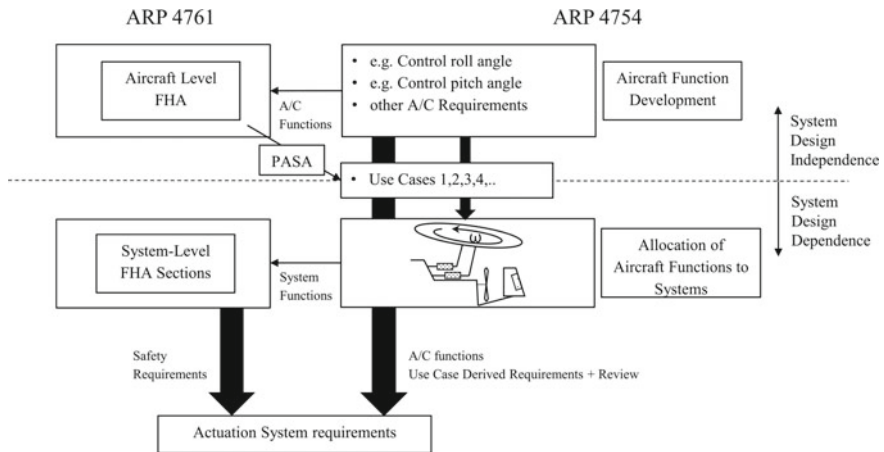 ARP 4761
ARP 4754
Aircraft Level
FHA
A/C
Functions
• e.g. Control roll angle
• e.g. Control pitch angle
• other A/C Requirements
Aircraft Function
Development
System
Design
Independence
PASA
• Use Cases 1,2,3,4,..
System
Design
Dependence
System-Level
FHA Sections
System
Functions
ω
Allocation of
Aircraft Functions to
Systems
Safety
Requirements
A/C functions
Use Case Derived Requirements + Review
Actuation System requirements